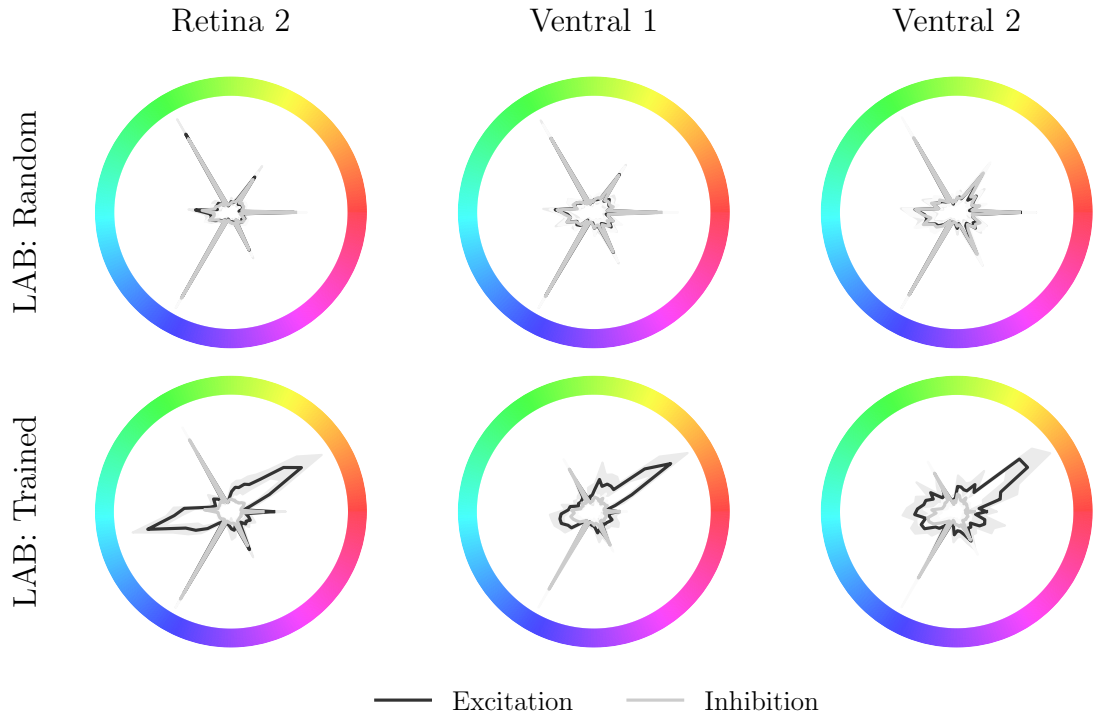 Retina 2
Ventral 1
Ventral 2
LAB: Random
LAB: Trained
Excitation
Inhibition